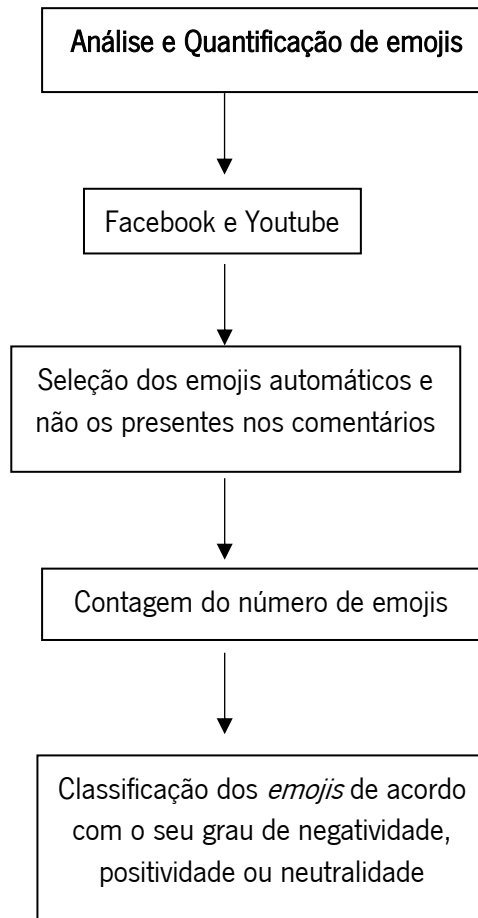 Análise e Quantificação de emojis
Facebook e Youtube
Seleção dos emojis automáticos e
não os presentes nos comentários
Contagem do número de emojis
Classificação dos emojis de acordo
com o seu grau de negatividade,
positividade ou neutralidade